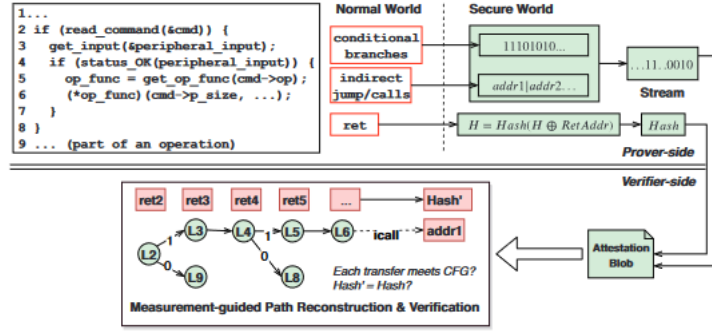 1...
2 if (read_command(&cmd)) {
3 get_input(&peripheral_input);
4 if (status_OK(peripheral_input)) {
5 op_func = get_op_func(cmd->op);
6 (*op_func)(cmd->p_size, ...);
7 }
8 }
9 ... (part of an operation)
Normal World
Secure World
conditional
branches
11101010...
indirect
jump/calls
addr1|addr2...
...11..0010
Stream
ret
H = Hash(H ⊕ RetAddr)
Hash
Prover-side
Verifier-side
ret2
ret3
ret4
ret5
...
Hash'
L3
L4
1
L5
L6
icall
addr1
L2
1
0
0
L9
L8
Each transfer meets CFG?
Hash' = Hash?
Measurement-guided Path Reconstruction & Verification
Attestation
Blob